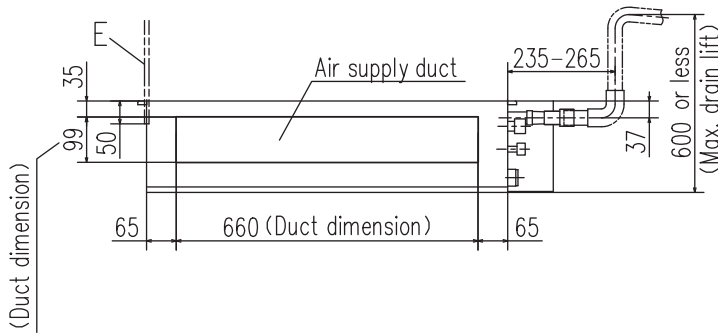 E
235-265
Air supply duct
35
99
50
37
600 or less
(Max. drain lift)
(Duct dimension)
65
660 (Duct dimension)
65